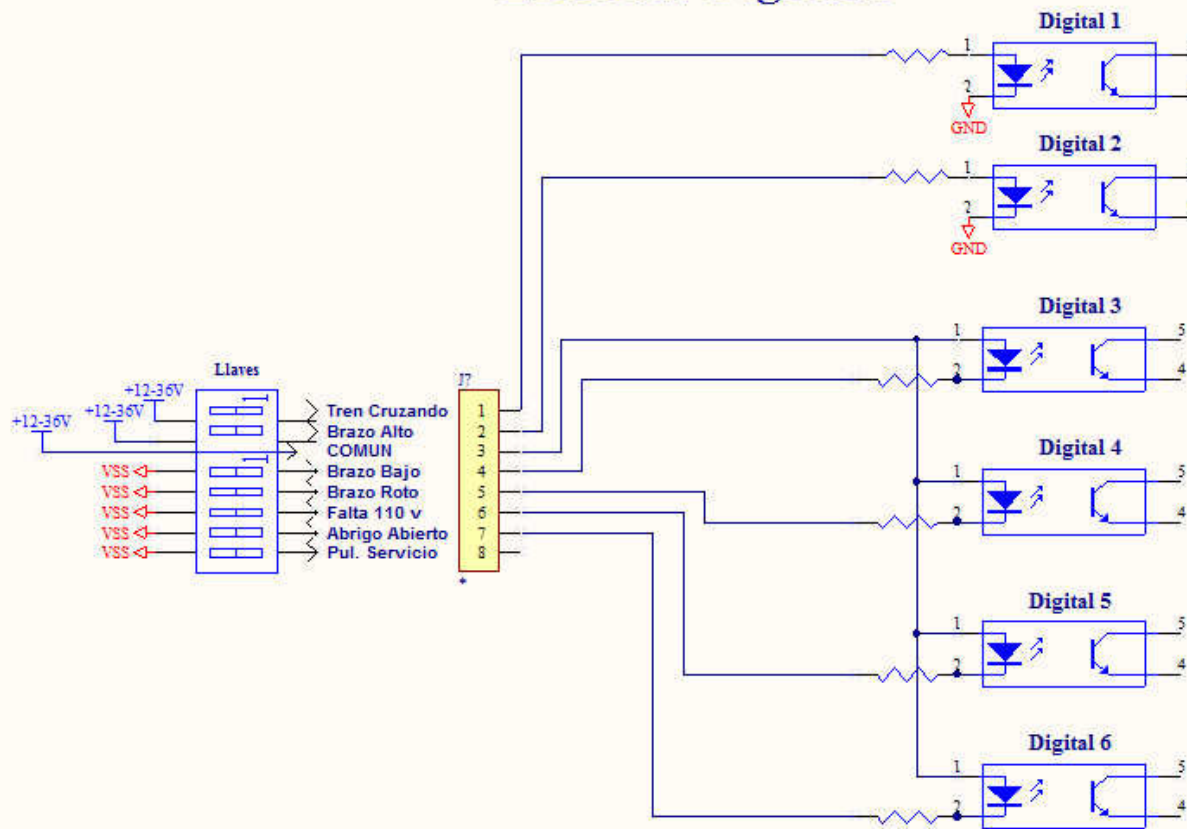 Digital 1
1
2
GND
Digital 2
1
2
GND
Digital 3
1
5
2
4
Llaves
J?
+12-36V
+12-36V
+12-36V
Tren Cruzando
1
Brazo Alto
2
COMUN
3
VSS
Brazo Bajo
4
VSS
Brazo Roto
5
VSS
Falta 110 v
6
VSS
Abrigo Abierto
7
VSS
Pul. Servicio
8
*
Digital 4
1
5
2
4
Digital 5
1
5
2
4
Digital 6
1
5
2
4